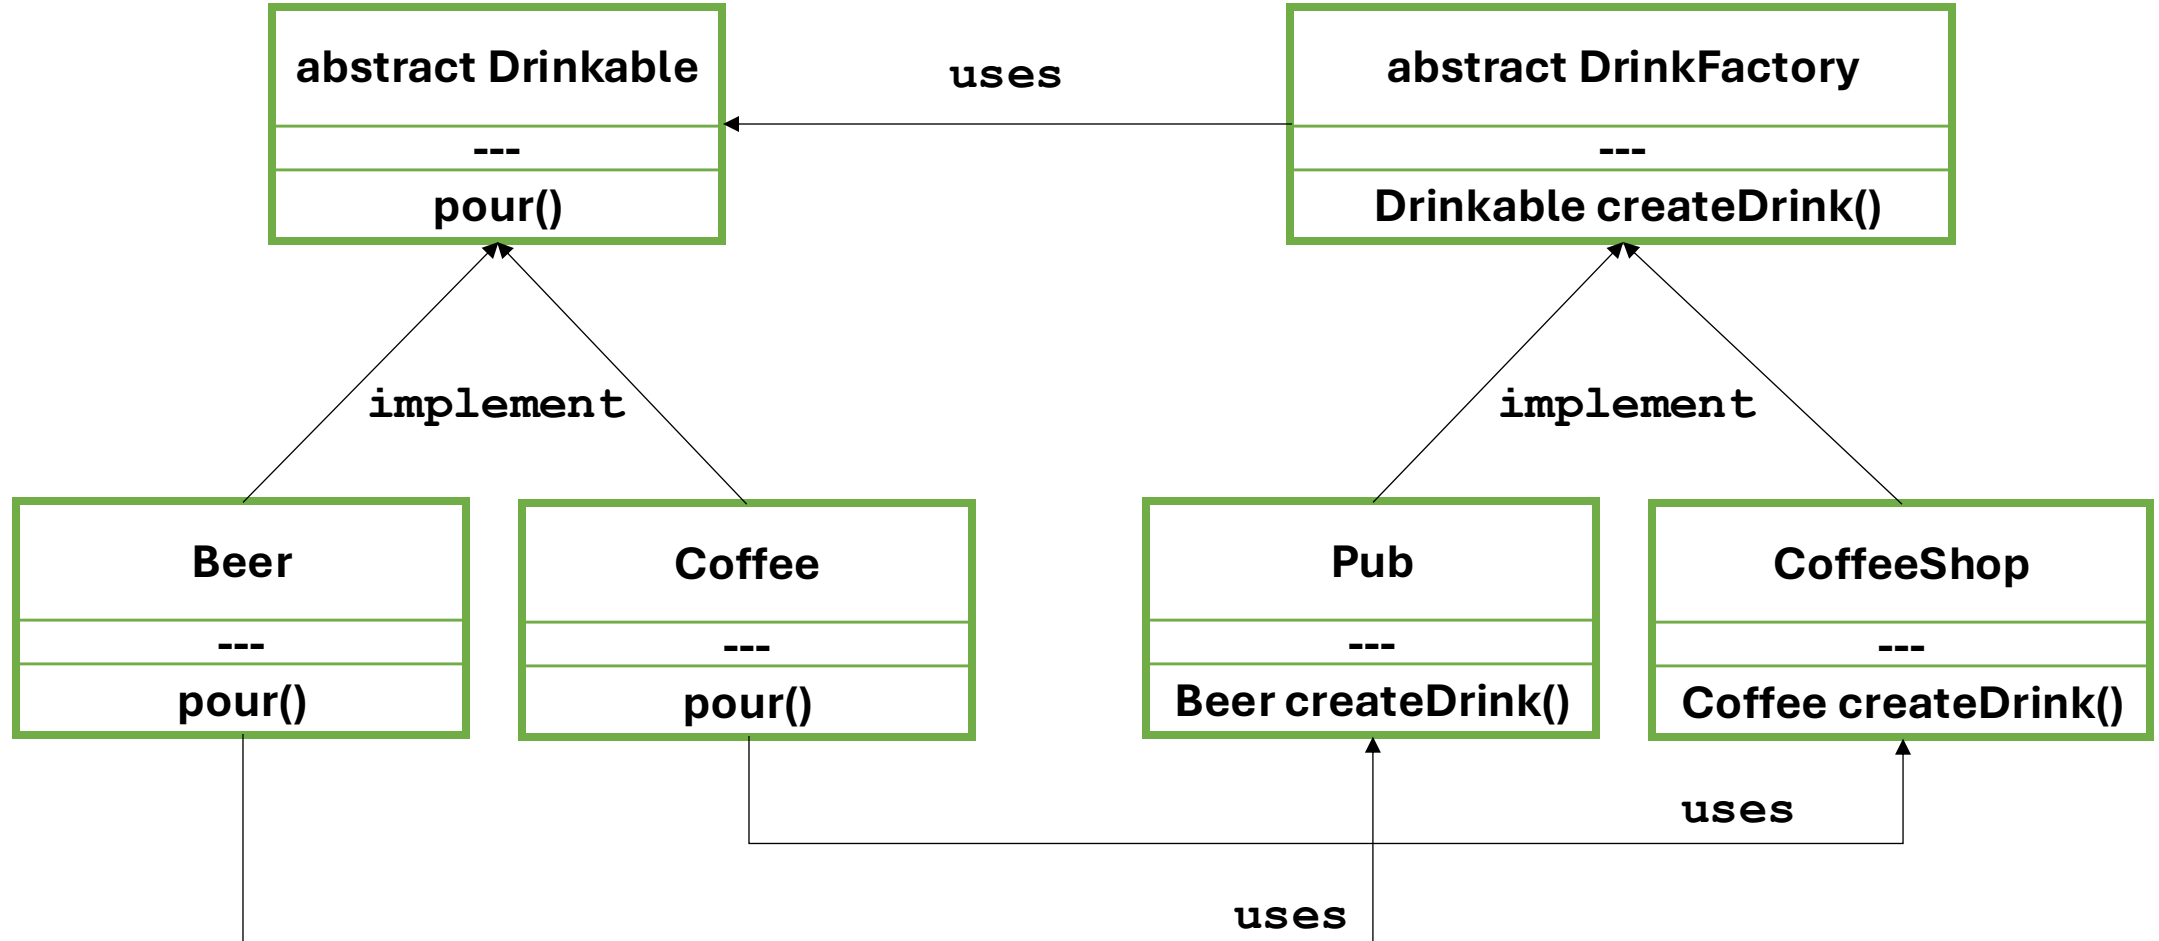 abstract Drinkable
---
pour()
uses
abstract DrinkFactory
---
Drinkable createDrink()
implement
implement
Beer
---
pour()
Coffee
---
pour()
Pub
---
Beer createDrink()
CoffeeShop
---
Coffee createDrink()
uses
uses